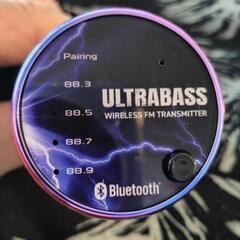 Pairing
88.3
ULTRABASS
88.5
WIRELESS FM TRANSMITTER
88.7
88.9
Bluetooth®